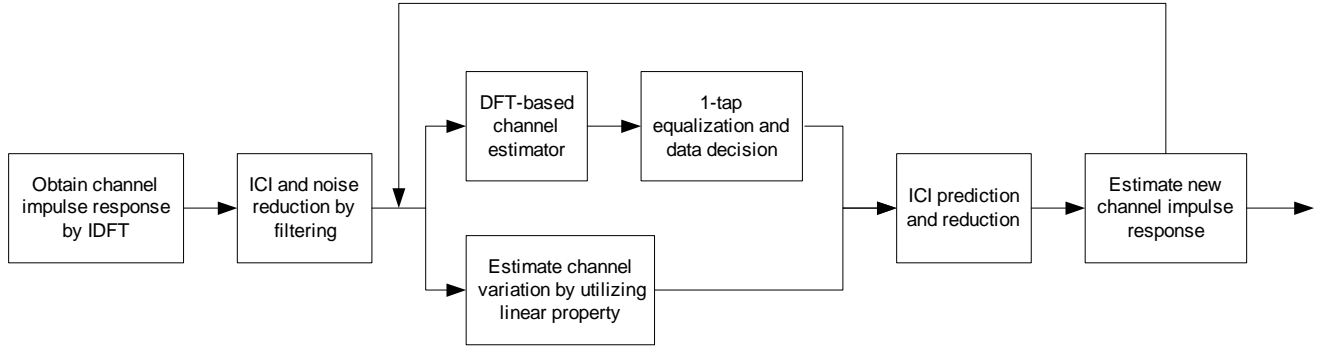 Obtain channel
impulse response
by IDFT
ICI and noise
reduction by
filtering
DFT-based
channel
estimator
1-tap
equalization and
data decision
Estimate channel
variation by utilizing
linear property
ICI prediction
and reduction
Estimate new
channel impulse
response